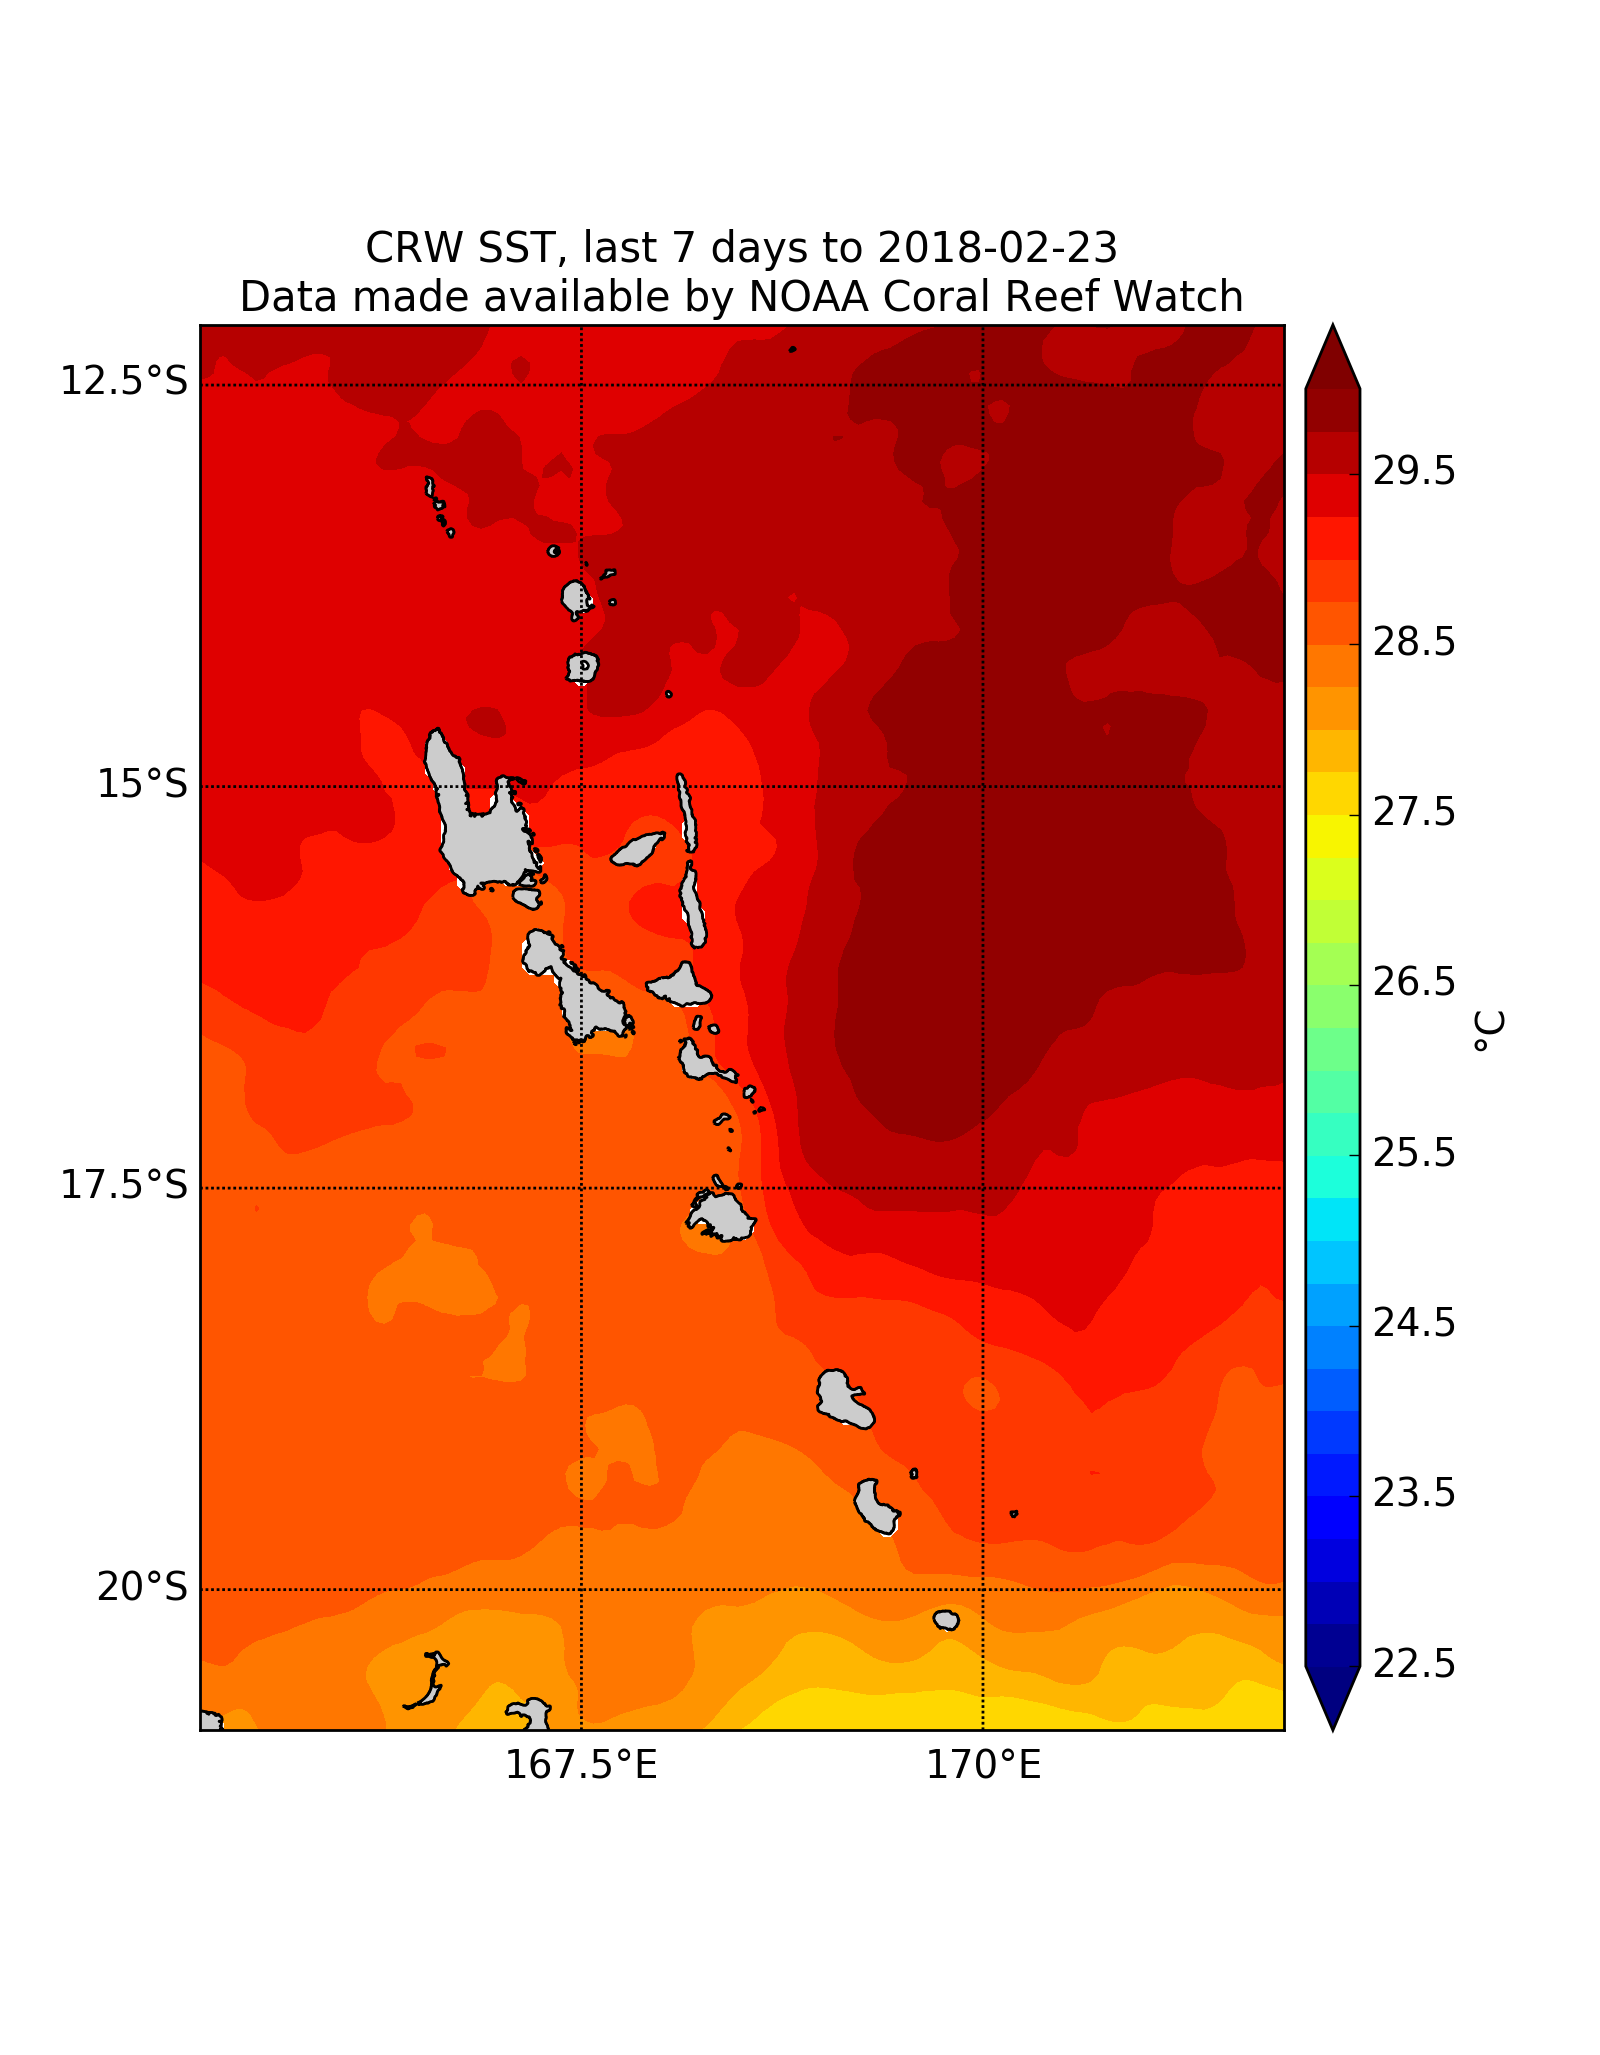 CRW SST, last 7 days to 2018-02-23
Data made available by NOAA Coral Reef Watch
12.5°S
15°S
17.5°S
20°S
167.5°E
170°E
29.5
28.5
27.5
26.5
25.5
24.5
23.5
22.5
°C